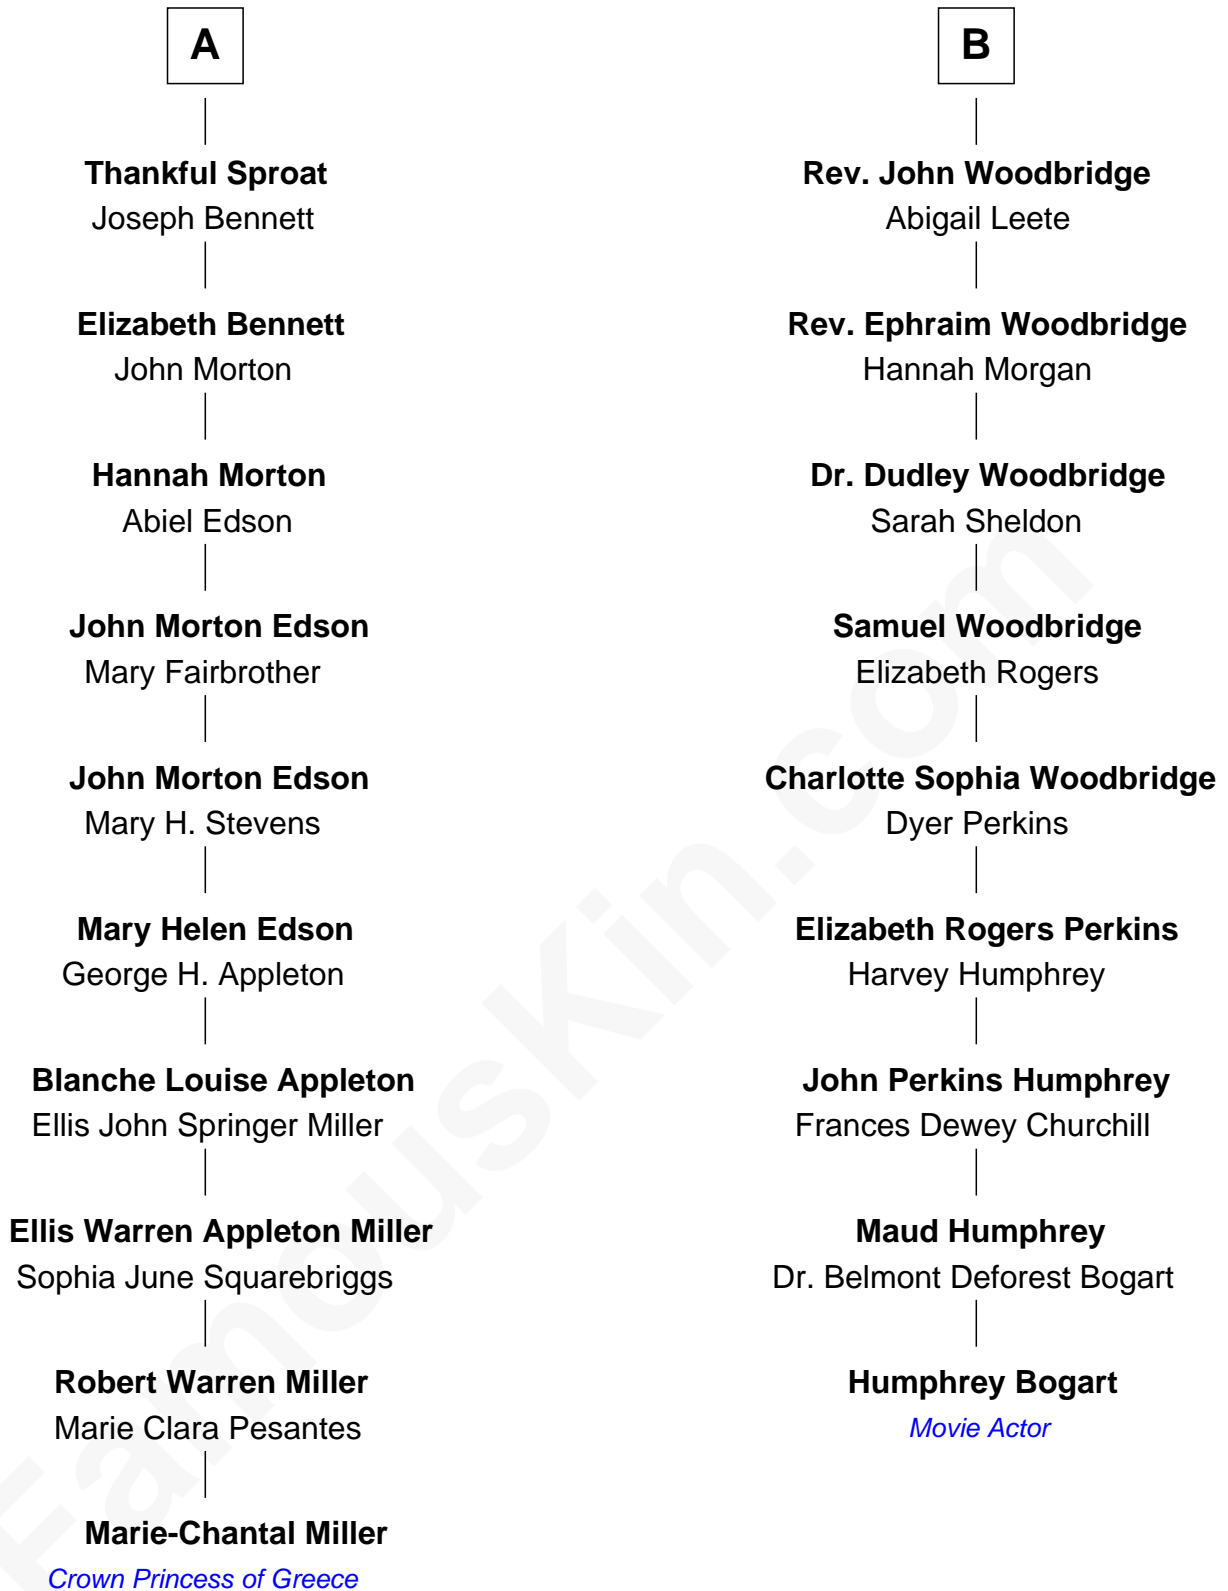 A
Thankful Sproat
Joseph Bennett
Elizabeth Bennett
John Morton
Hannah Morton
Abiel Edson
John Morton Edson
Mary Fairbrother
John Morton Edson
Mary H. Stevens
Mary Helen Edson
George H. Appleton
Blanche Louise Appleton
Ellis John Springer Miller
Ellis Warren Appleton Miller
Sophia June Squarebriggs
Robert Warren Miller
Marie Clara Pesantes
Marie-Chantal Miller
Crown Princess of Greece
B
Rev. John Woodbridge
Abigail Leete
Rev. Ephraim Woodbridge
Hannah Morgan
Dr. Dudley Woodbridge
Sarah Sheldon
Samuel Woodbridge
Elizabeth Rogers
Charlotte Sophia Woodbridge
Dyer Perkins
Elizabeth Rogers Perkins
Harvey Humphrey
John Perkins Humphrey
Frances Dewey Churchill
Maud Humphrey
Dr. Belmont Deforest Bogart
Humphrey Bogart
Movie Actor
FamousKin.com